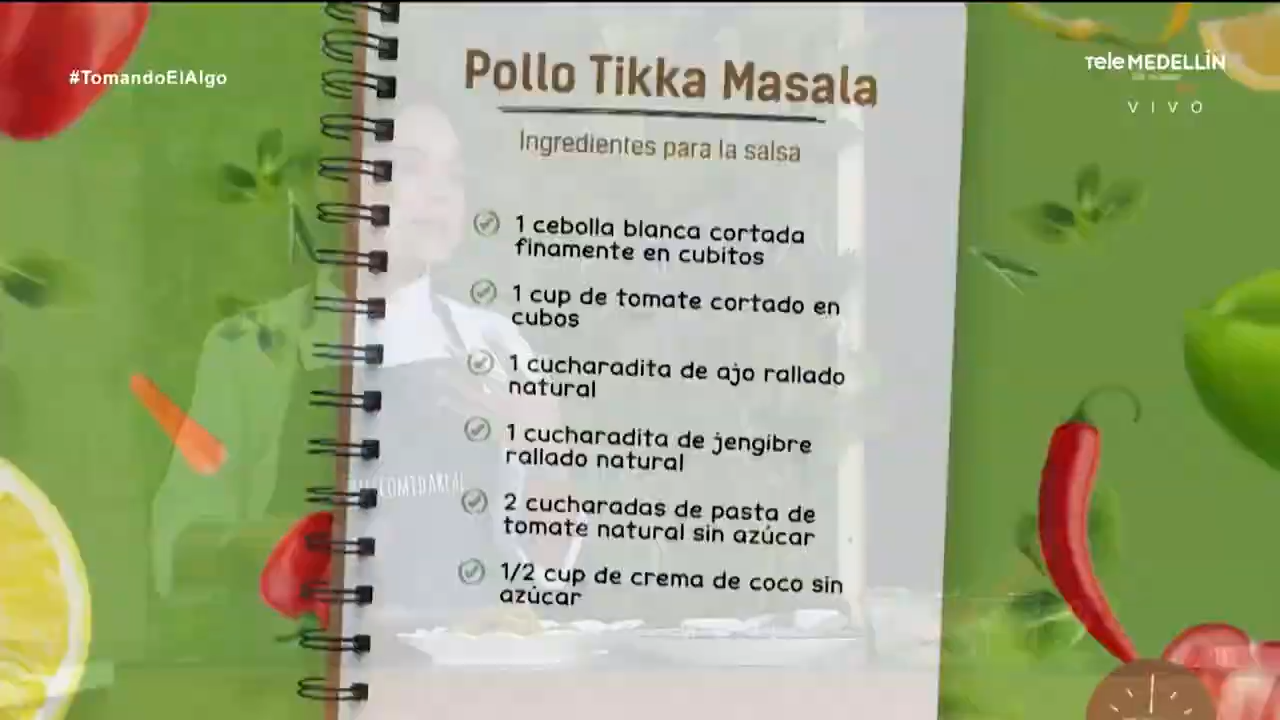 #TomandoElAlgo
TeleMEDELLÍN
VIVO
Pollo Tikka Masala
Ingredientes para la salsa
1 cebolla blanca cortada
finamente en cubitos
1 cup de tomate cortado en
cubos
1 cucharadita de ajo rallado
natural
1 cucharadita de jengibre
rallado natural
2 cucharadas de pasta de
tomate natural sin azúcar
1/2 cup de crema de coco sin
azúcar
COMIDAREAL